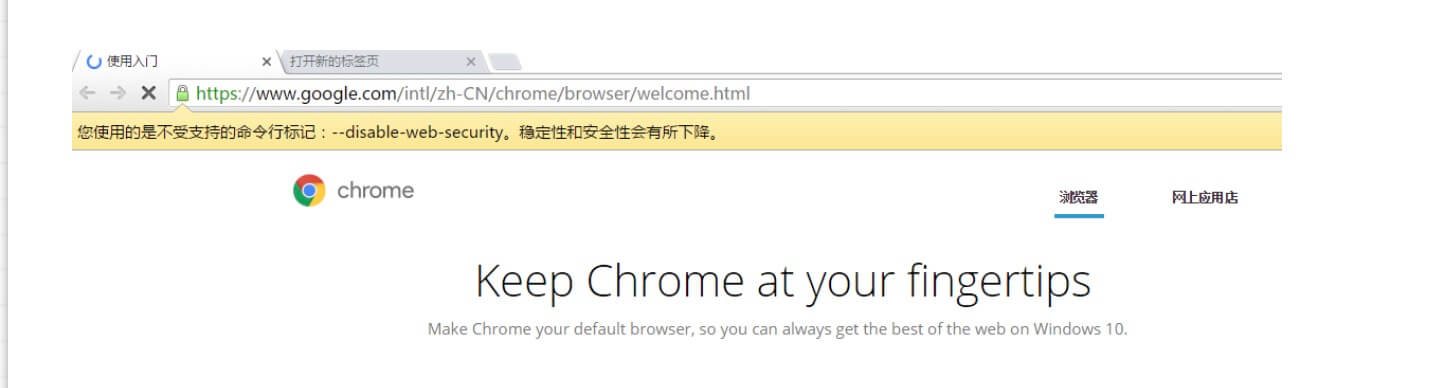 使用入门
打开新的标签页
https://www.google.com/intl/zh-CN/chrome/browser/welcome.html
您使用的是不受支持的命令行标记：--disable-web-security。稳定性和安全性会有所下降。
chrome
浏览器 网上应用店
Keep Chrome at your fingertips
Make Chrome your default browser, so you can always get the best of the web on Windows 10.